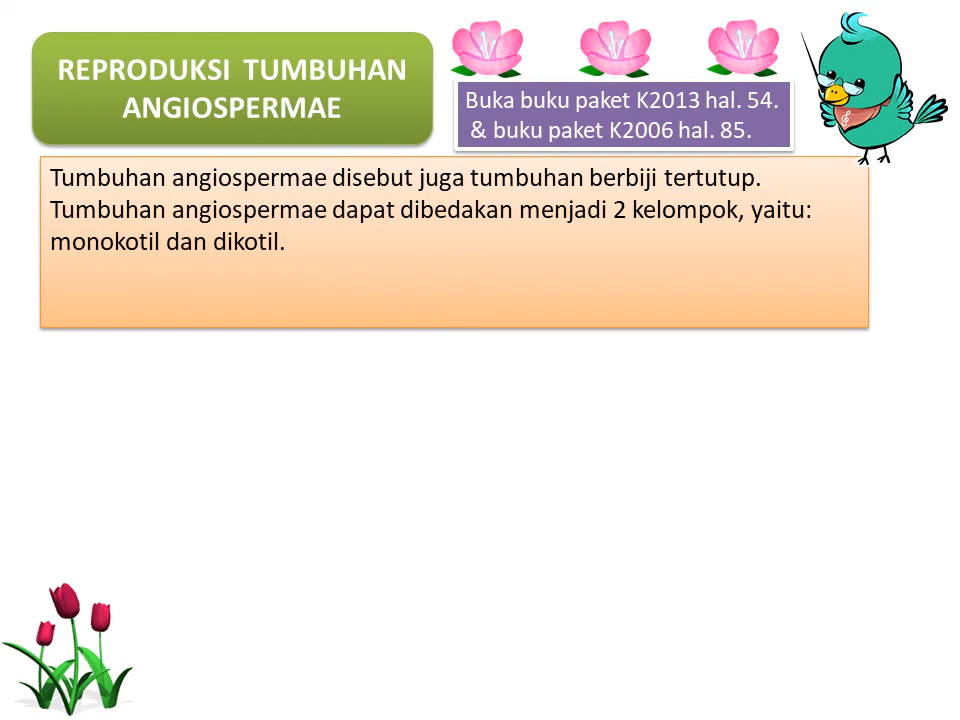 REPRODUKSI TUMBUHAN
ANGIOSPERMAE
Buka buku paket K2013 hal. 54.
& buku paket K2006 hal. 85.
Tumbuhan angiospermae disebut juga tumbuhan berbiji tertutup.
Tumbuhan angiospermae dapat dibedakan menjadi 2 kelompok, yaitu:
monokotil dan dikotil.